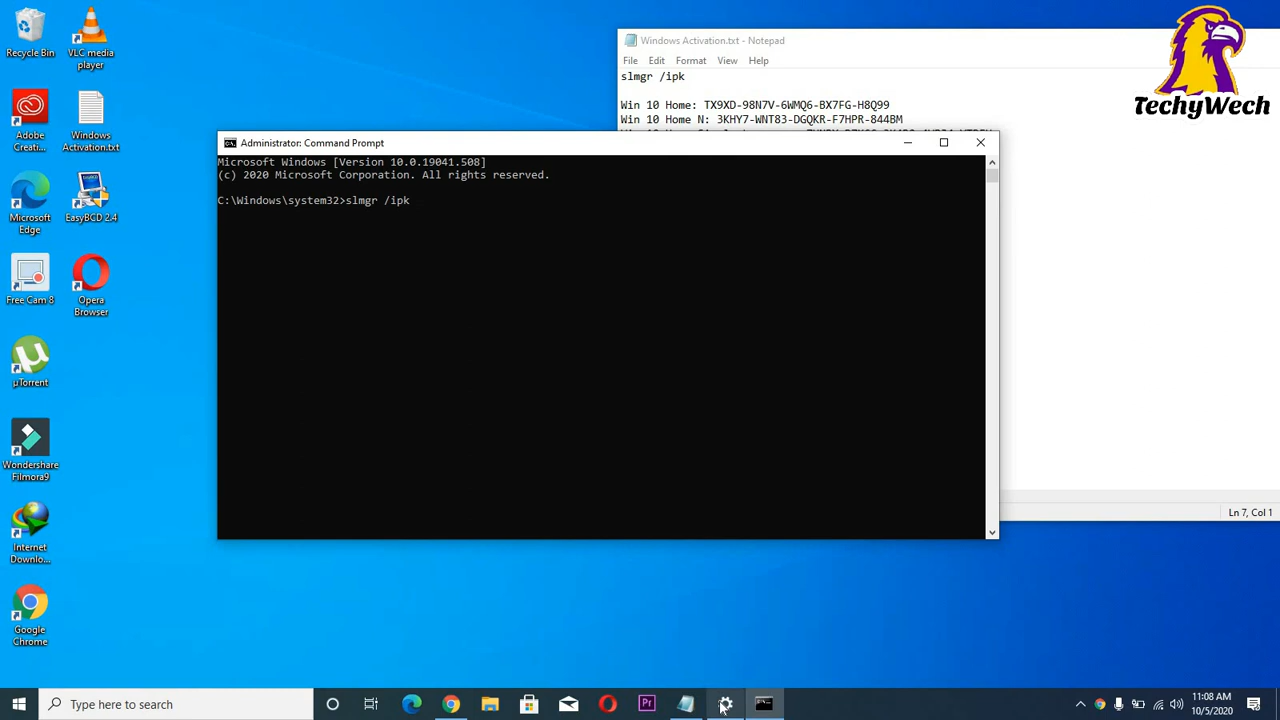 Recycle Bin
VLC media player
Adobe Creati...
Windows Activation.txt
Microsoft Edge
EasyBCD 2.4
Free Cam 8
Opera Browser
µTorrent
Wondershare Filmora9
Internet Downlo...
Google Chrome
Windows Activation.txt - Notepad
File Edit Format View Help
slmgr /ipk
Win 10 Home: TX9XD-98N7V-6WMQ6-BX7FG-H8Q99
Win 10 Home N: 3KHY7-WNT83-DGQKR-F7HPR-844BM
TechyWech
Administrator: Command Prompt
Microsoft Windows [Version 10.0.19041.508]
(c) 2020 Microsoft Corporation. All rights reserved.
C:\Windows\system32>slmgr /ipk
Ln 7, Col 1
Type here to search
Pr
11:08 AM
10/5/2020